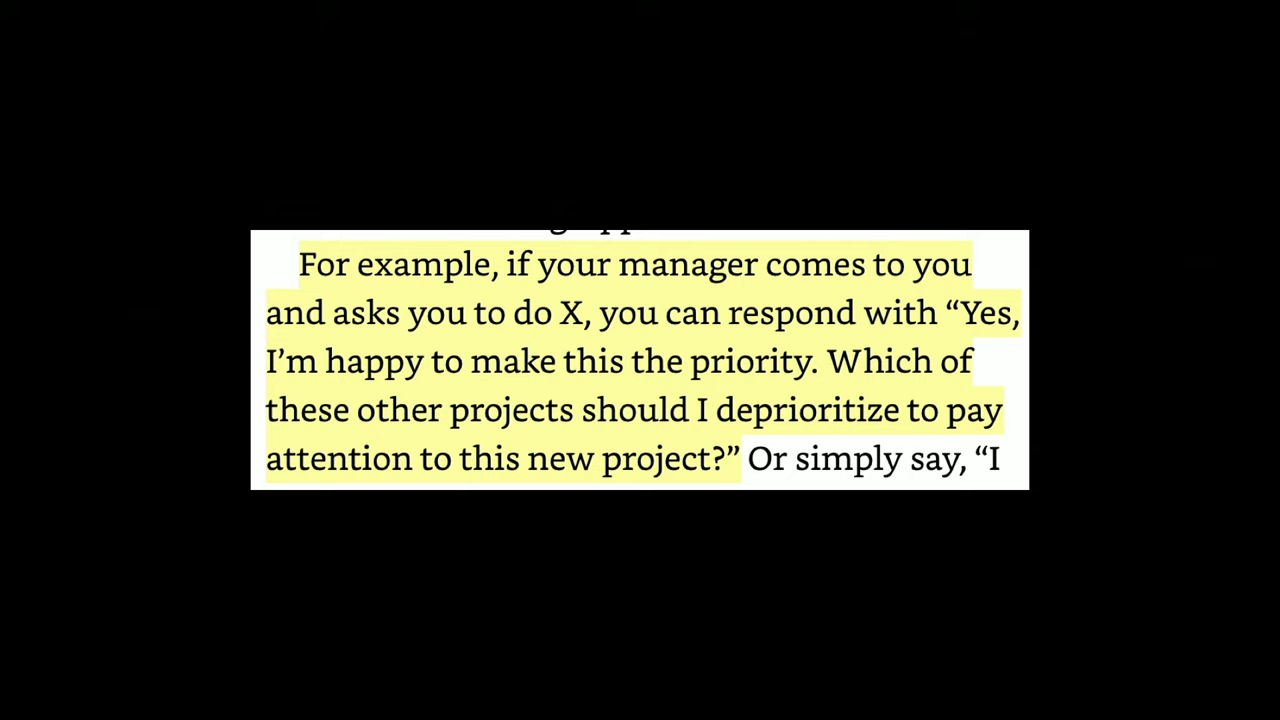 For example, if your manager comes to you
and asks you to do X, you can respond with “Yes,
I’m happy to make this the priority. Which of
these other projects should I deprioritize to pay
attention to this new project?” Or simply say, “I